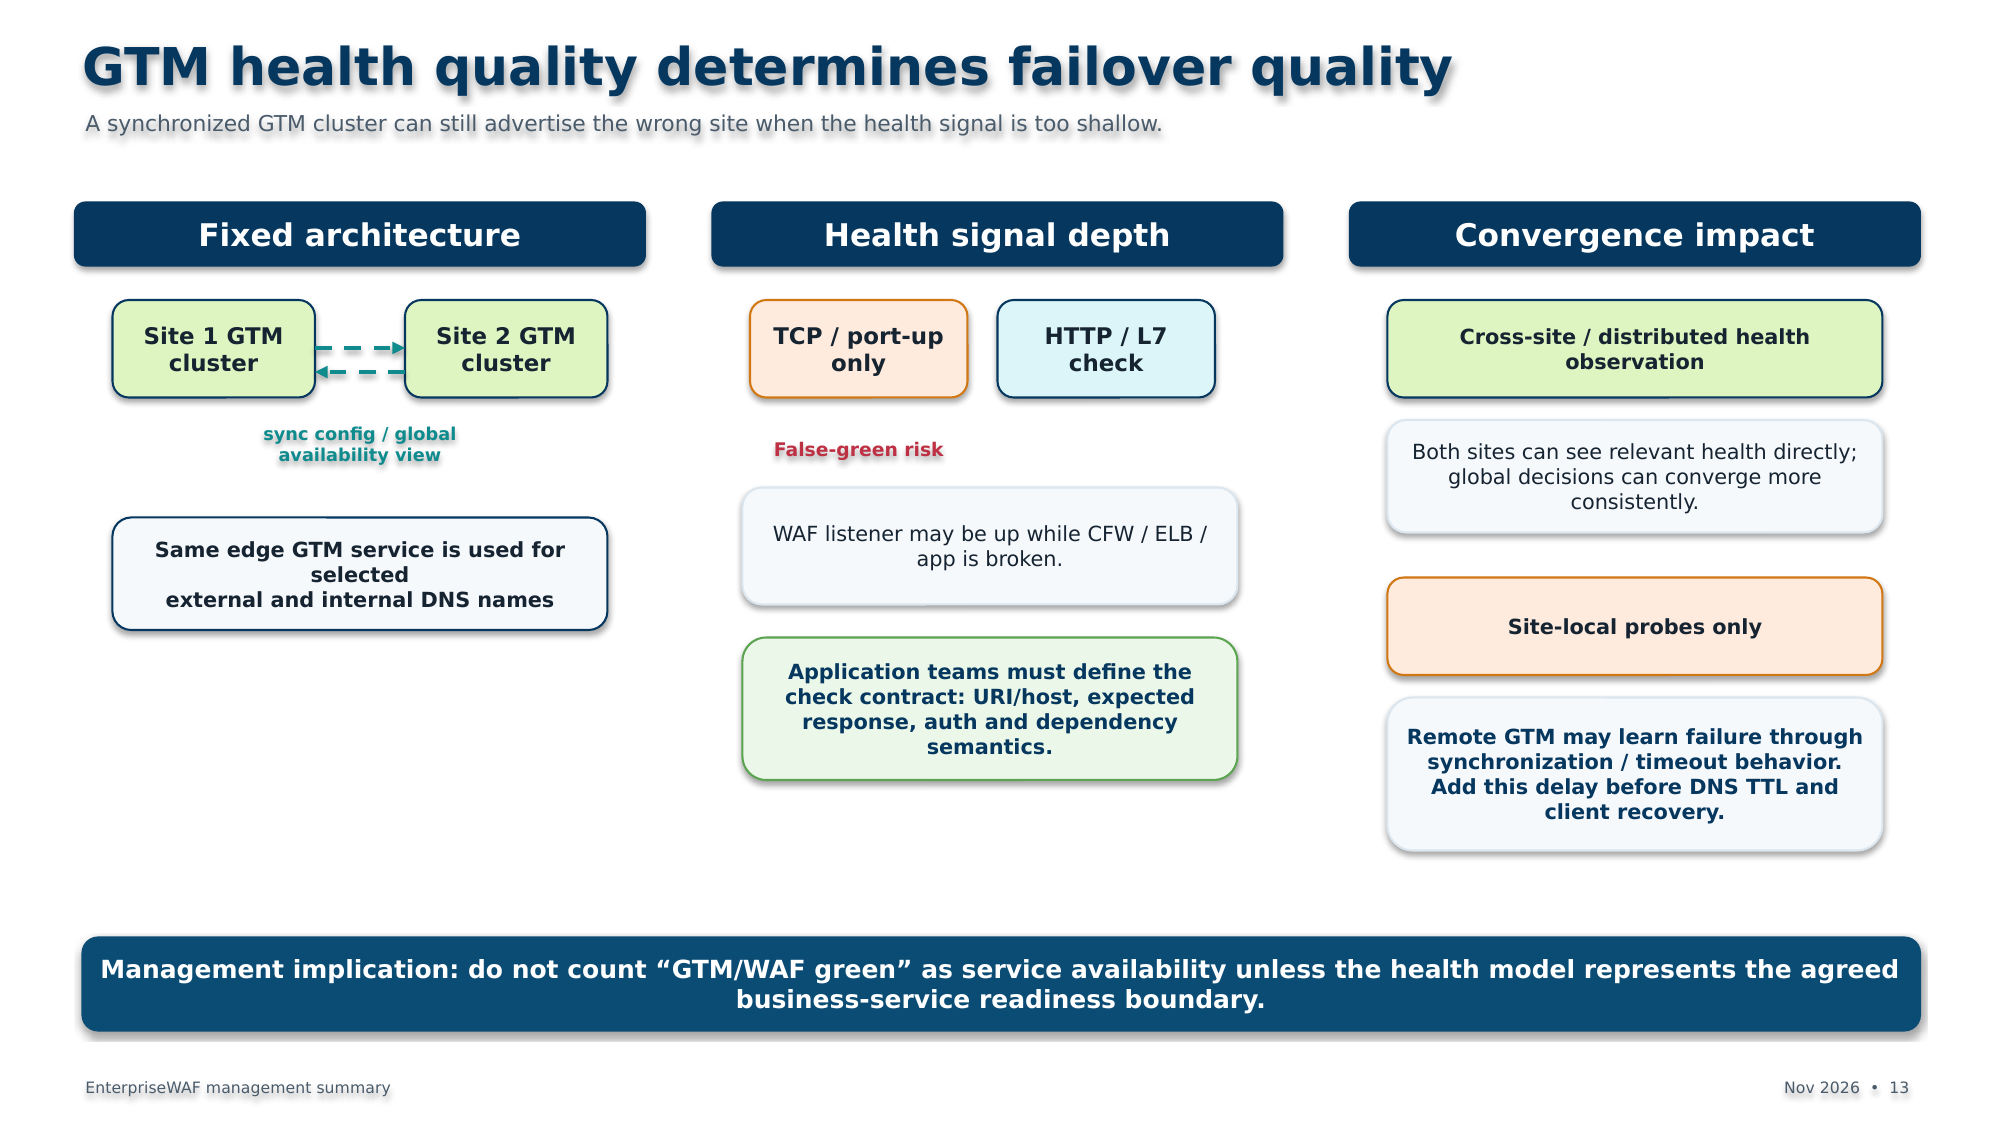 GTM health quality determines failover quality
A synchronized GTM cluster can still advertise the wrong site when the health signal is too shallow.
Fixed architecture
Site 1 GTM
cluster
Site 2 GTM
cluster
sync config / global
availability view
Same edge GTM service is used for
selected
external and internal DNS names
Health signal depth
TCP / port-up
only
HTTP / L7
check
False-green risk
WAF listener may be up while CFW / ELB /
app is broken.
Application teams must define the
check contract: URI/host, expected
response, auth and dependency
semantics.
Convergence impact
Cross-site / distributed health
observation
Both sites can see relevant health directly;
global decisions can converge more
consistently.
Site-local probes only
Remote GTM may learn failure through
synchronization / timeout behavior.
Add this delay before DNS TTL and
client recovery.
Management implication: do not count “GTM/WAF green” as service availability unless the health model represents the agreed
business-service readiness boundary.
EnterpriseWAF management summary
Nov 2026 • 13